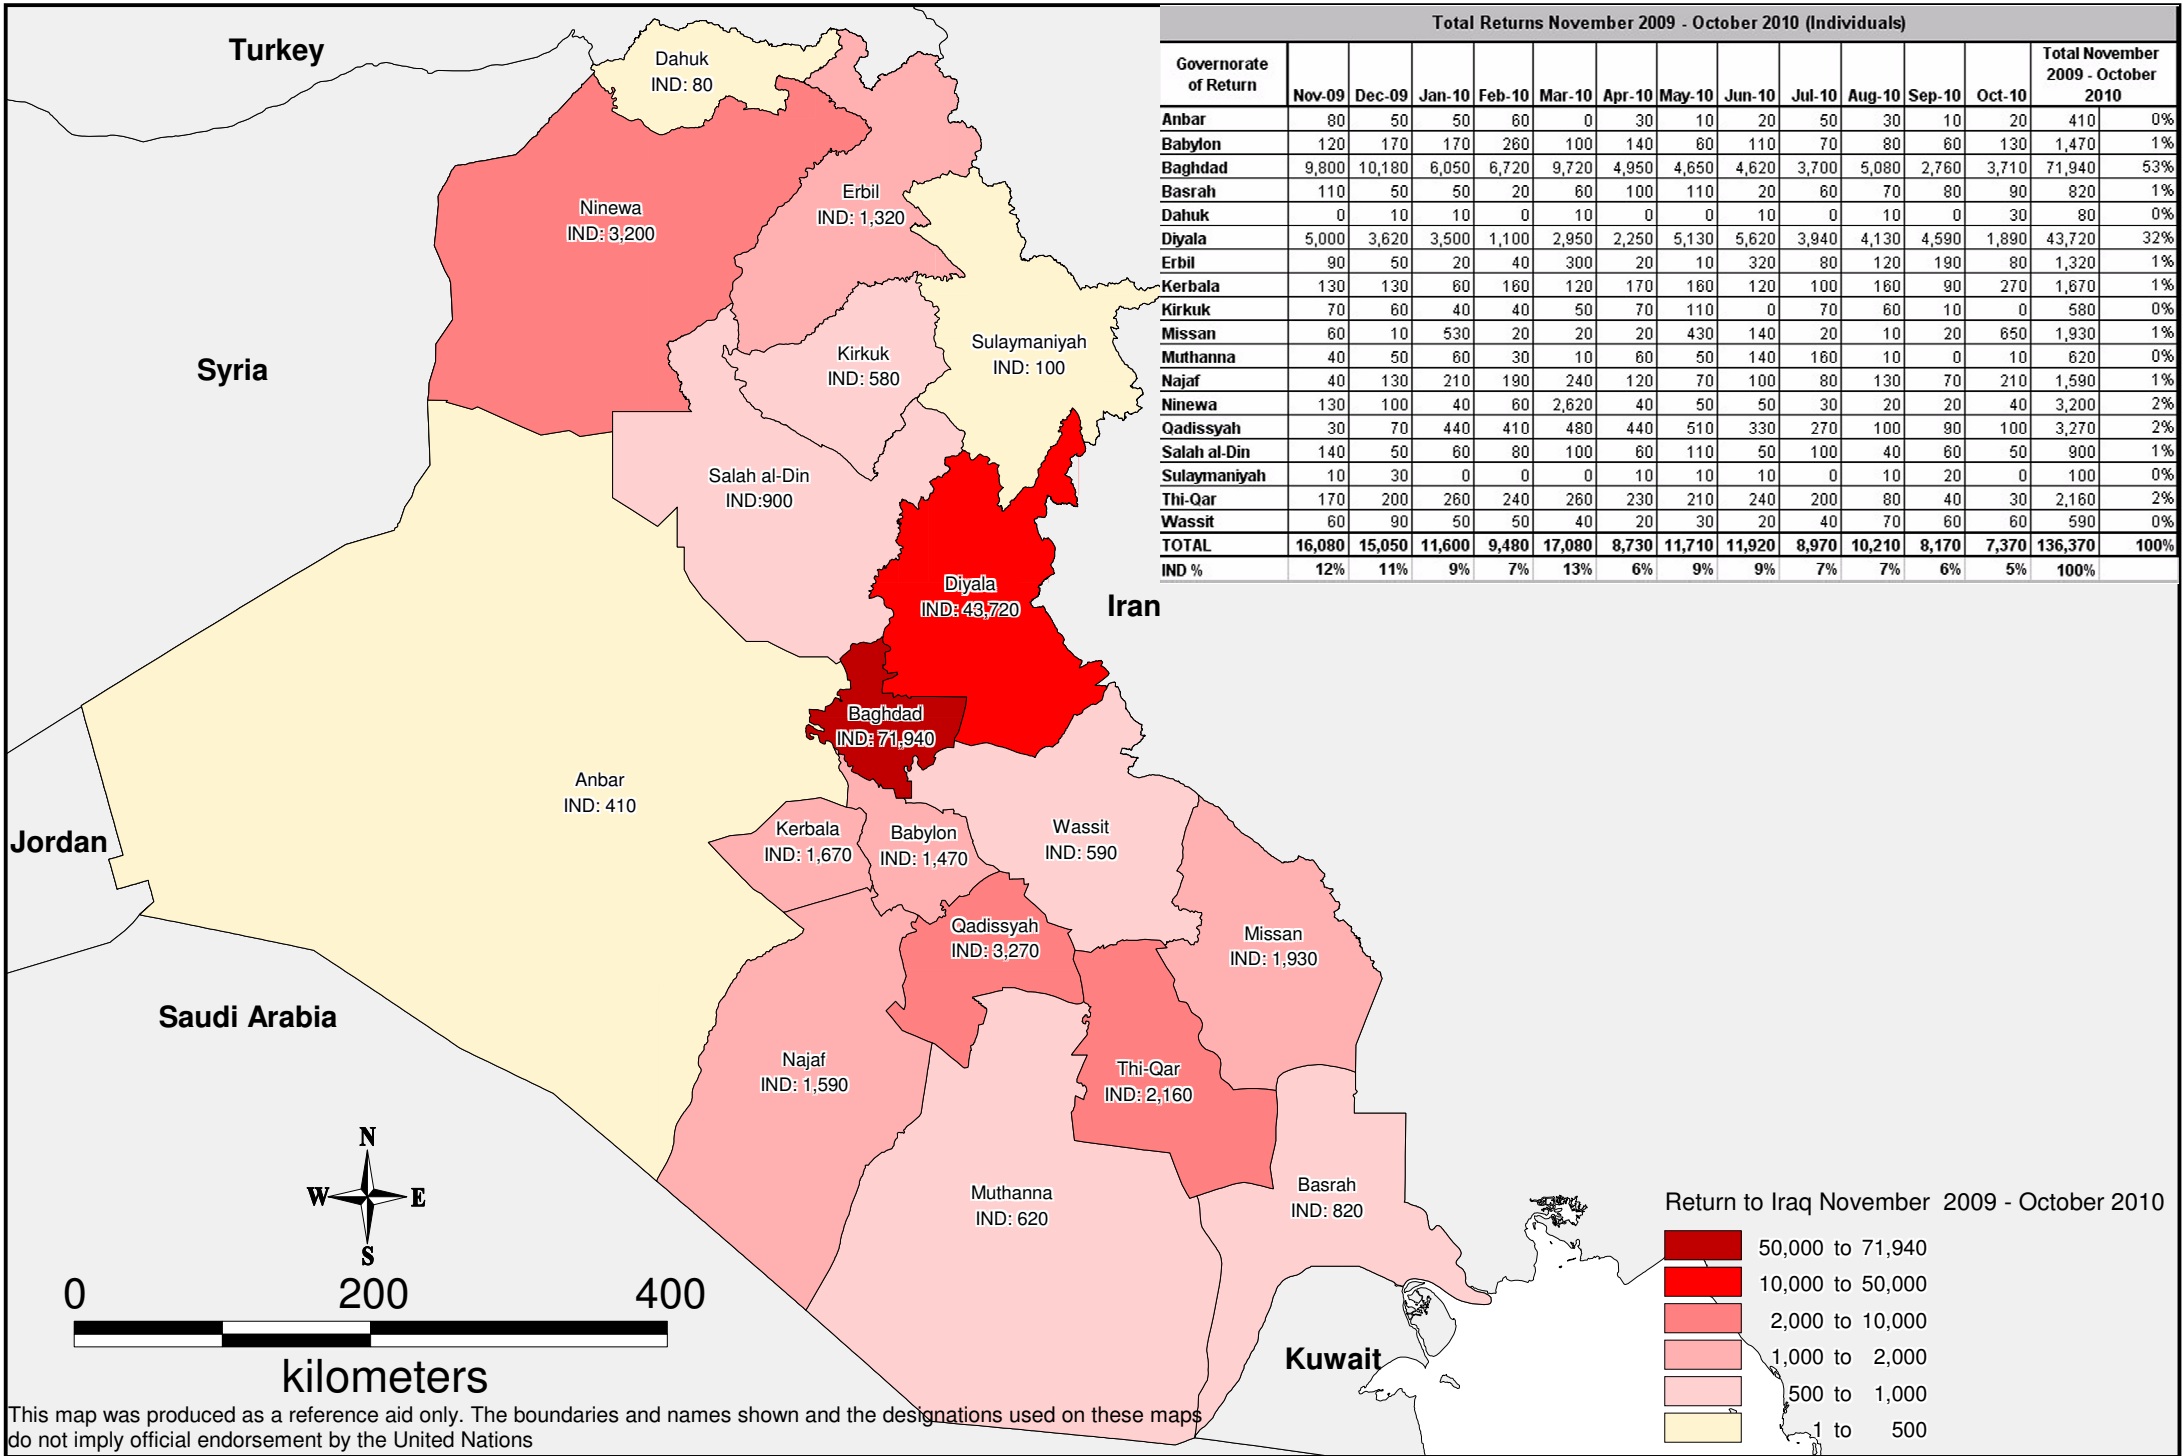 Total Returns November 2009 - October 2010 (Individuals)
Governorate of Return Nov-09 Dec-09 Jan-10 Feb-10 Mar-10 Apr-10 May-10 Jun-10 Jul-10 Aug-10 Sep-10 Oct-10 Total November 2009 - October 2010
Anbar 80 50 50 60 0 30 10 20 50 30 10 20 410 0%
Babylon 120 170 170 260 100 140 60 110 70 80 60 130 1,470 1%
Baghdad 9,800 10,180 6,050 6,720 9,720 4,950 4,650 4,620 3,700 5,080 2,760 3,710 71,940 53%
Basrah 110 50 50 20 60 100 110 20 60 70 80 90 820 1%
Dahuk 0 10 10 0 10 0 0 10 0 10 0 30 80 0%
Diyala 5,000 3,620 3,500 1,100 2,950 2,250 5,130 5,620 3,940 4,130 4,590 1,890 43,720 32%
Erbil 90 50 20 40 300 20 10 320 80 120 190 80 1,320 1%
Kerbala 130 130 60 160 120 170 160 120 100 160 90 270 1,670 1%
Kirkuk 70 60 40 40 50 70 110 0 70 60 10 0 580 0%
Missan 60 10 530 20 20 20 430 140 20 10 20 650 1,930 1%
Muthanna 40 50 60 30 10 60 50 140 160 10 0 10 620 0%
Najaf 40 130 210 190 240 120 70 100 80 130 70 210 1,590 1%
Ninewa 130 100 40 60 2,620 40 50 50 30 20 20 40 3,200 2%
Qadissyah 30 70 440 410 480 440 510 330 270 100 90 100 3,270 2%
Salah al-Din 140 50 60 80 100 60 110 50 100 40 60 50 900 1%
Sulaymaniyah 10 30 0 0 0 10 10 10 0 10 20 0 100 0%
Thi-Qar 170 200 260 240 260 230 210 240 200 80 40 30 2,160 2%
Wassit 60 90 50 50 40 20 30 20 40 70 60 60 590 0%
TOTAL 16,080 15,050 11,600 9,480 17,080 8,730 11,710 11,920 8,970 10,210 8,170 7,370 136,370 100%
IND % 12% 11% 9% 7% 13% 6% 9% 9% 7% 7% 6% 5% 100%
Turkey
Dahuk
IND: 80
Ninewa
IND: 3,200
Erbil
IND: 1,320
Syria
Kirkuk
IND: 580
Sulaymaniyah
IND: 100
Salah al-Din
IND:900
Diyala
IND: 43,720
Iran
Baghdad
IND: 71,940
Anbar
IND: 410
Jordan
Kerbala
IND: 1,670
Babylon
IND: 1,470
Wassit
IND: 590
Qadissyah
IND: 3,270
Missan
IND: 1,930
Saudi Arabia
Najaf
IND: 1,590
Thi-Qar
IND: 2,160
Muthanna
IND: 620
Basrah
IND: 820
Kuwait
N
W E
S
0 200 400
kilometers
Return to Iraq November 2009 - October 2010
50,000 to 71,940
10,000 to 50,000
2,000 to 10,000
1,000 to 2,000
500 to 1,000
1 to 500
This map was produced as a reference aid only. The boundaries and names shown and the designations used on these maps
do not imply official endorsement by the United Nations